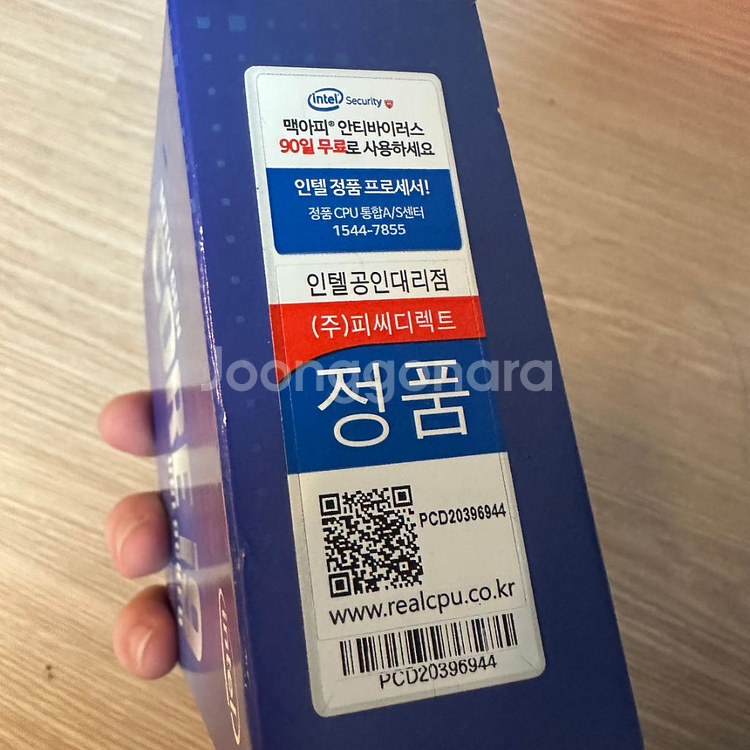 intel Security
맥아피® 안티바이러스
90일 무료로 사용하세요
인텔 정품 프로세서!
정품 CPU 통합A/S센터
1544-7855
인텔공인대리점
(주)피씨디렉트
Joonggonara
정품
PCD20396944
www.realcpu.co.kr
PCD20396944
CORE i9
intel